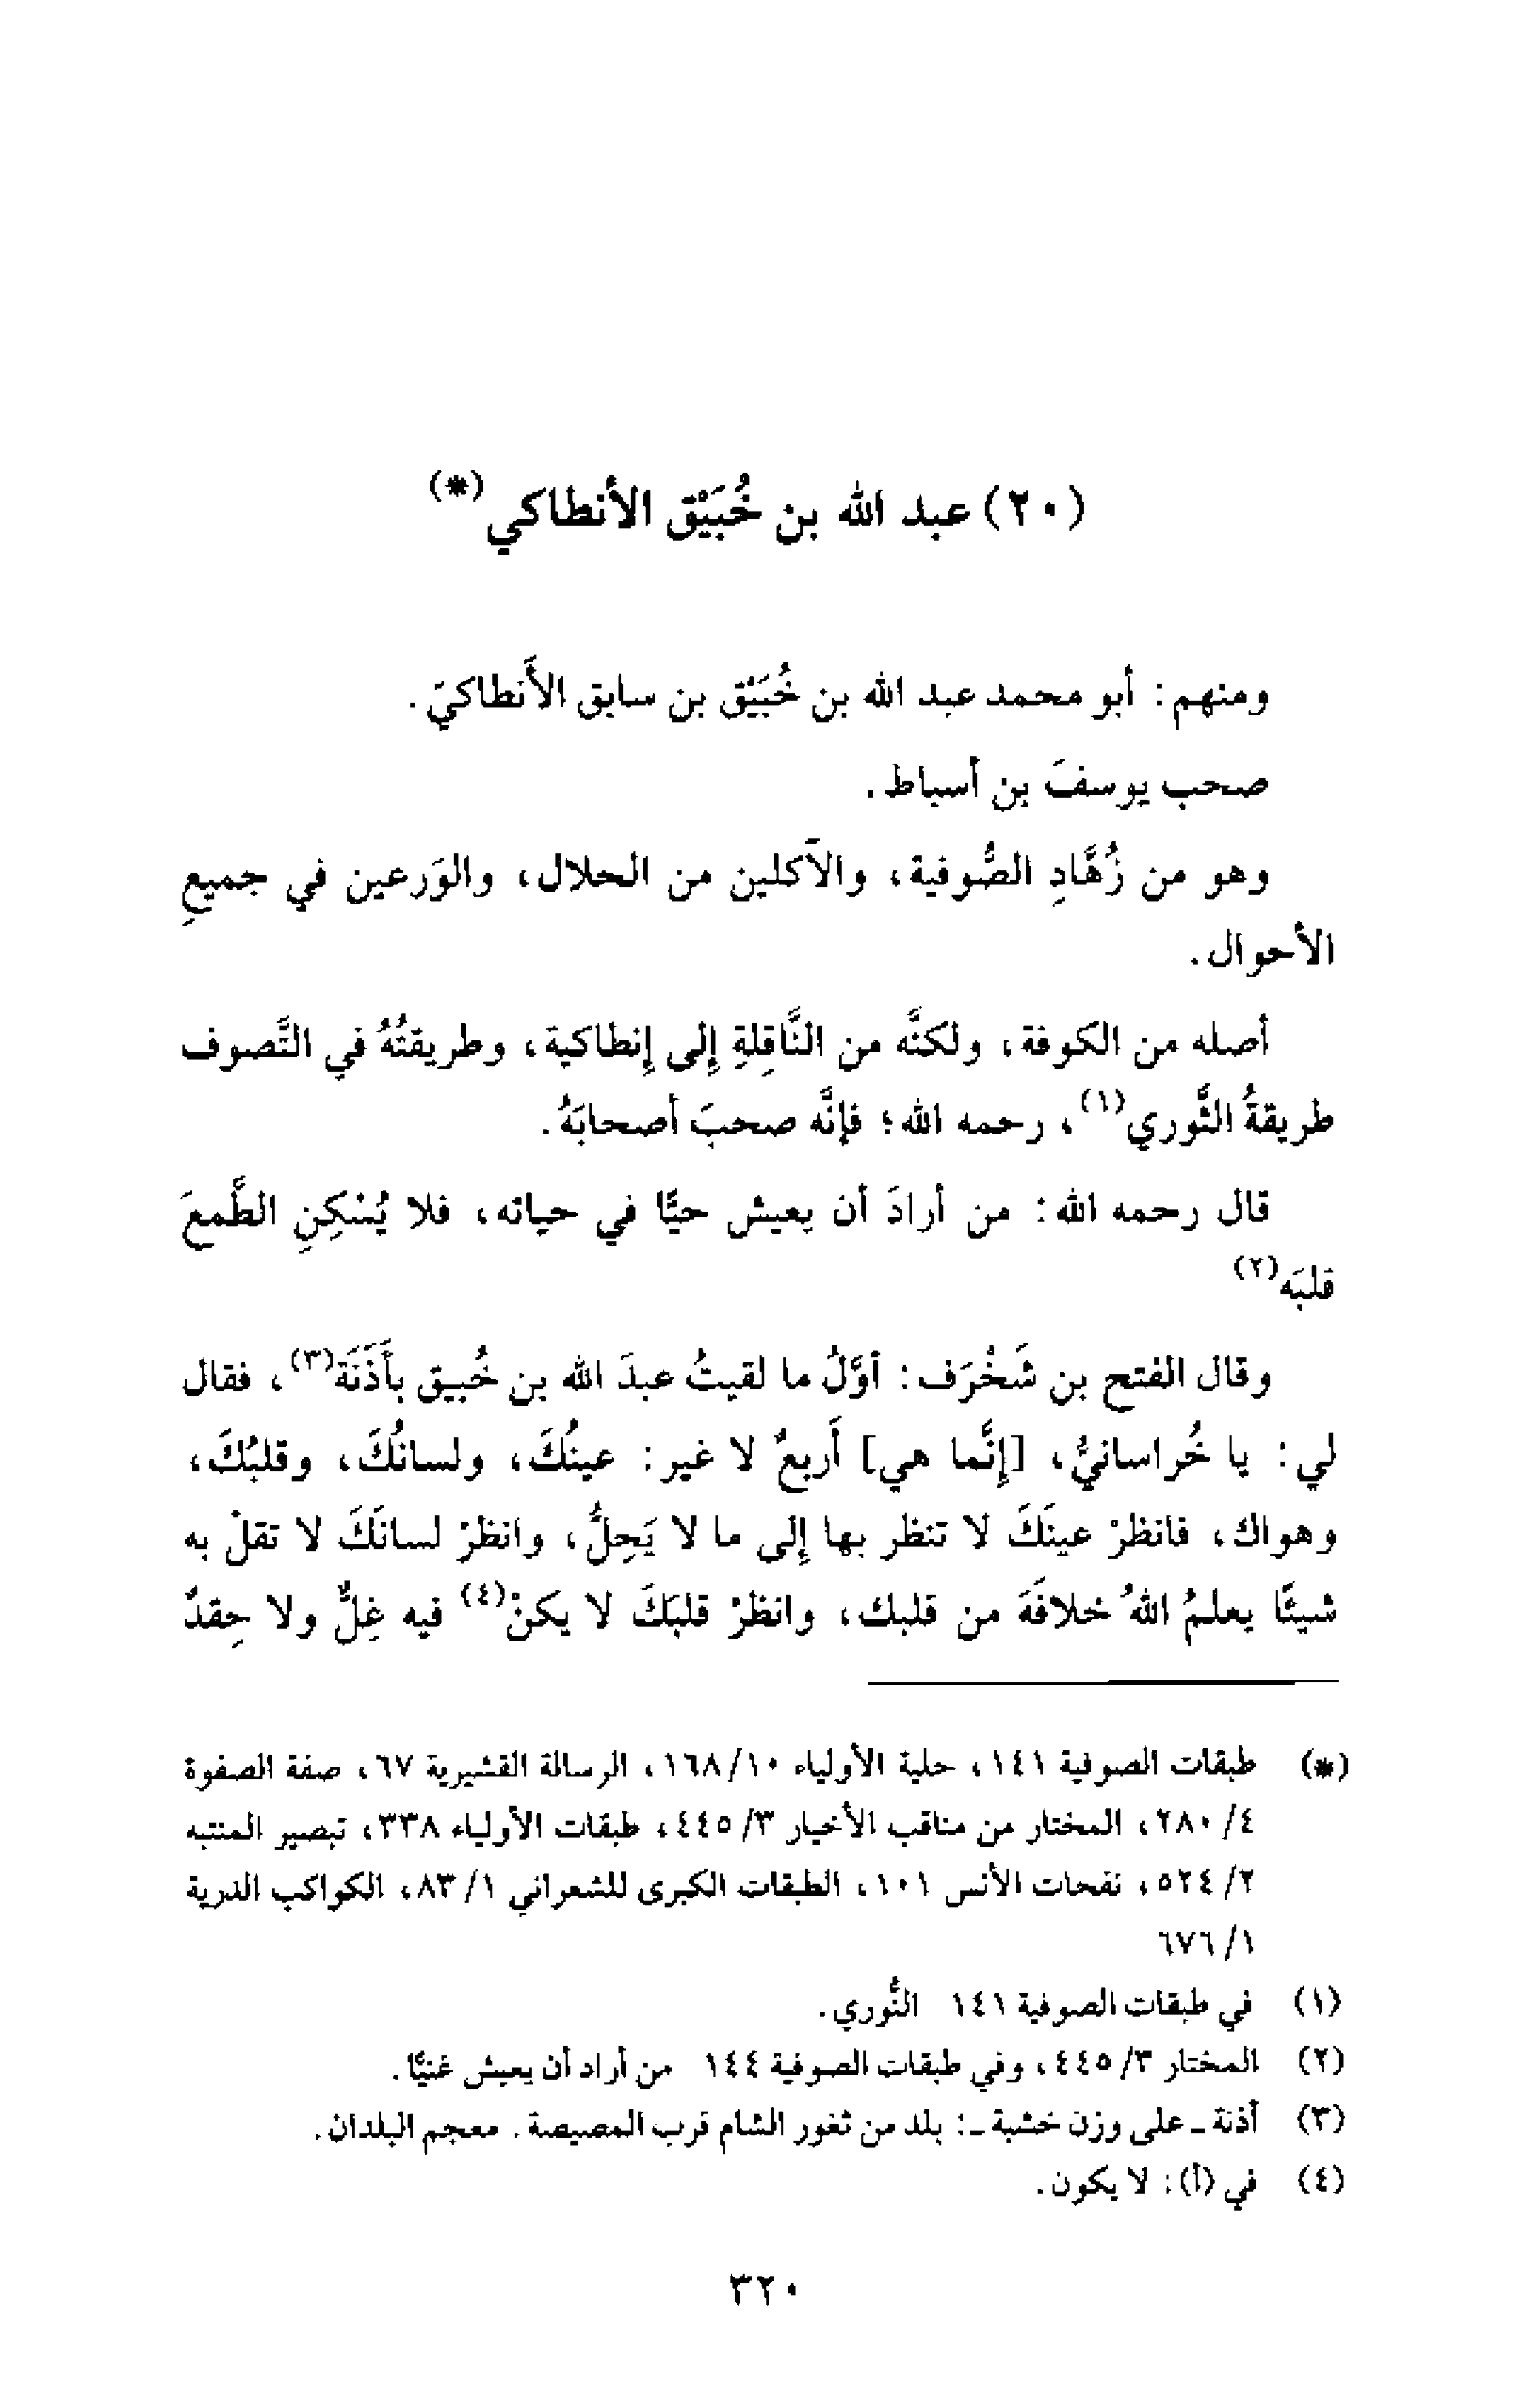 (٢٠) عبد الله بن خُبَيْق الأنطاكي(*)
ومنهم: أبو محمد عبد الله بن خُبَيْق بن سابق الأَنطاكيّ.
صحب يوسفَ بن أسباط.
وهو من زُهَّادِ الصُّوفية، والآكلين من الحلال، والوَرعين في جميعِ
الأحوال.
أصله من الكوفة، ولكنَّه من النَّاقِلةِ إلى إنطاكية، وطريقتُهُ في التَّصوف
طريقةُ الثَّوري(١)، رحمه الله؛ فإنَّه صحبَ أصحابَهُ.
قال رحمه الله: من أرادَ أن يعيش حيًّا في حياته، فلا يُسْكِنِ الطَّمعَ
قلبَه(٢)
وقال الفتح بن شَخْرَف: أوَّلُ ما لقيتُ عبدَ الله بن خُبيق بأَذَنَة(٣)، فقال
لي: يا خُراسانيُّ، [إنَّما هي] أربعٌ لا غير: عينُكَ، ولسانُكَ، وقلبُكَ،
وهواك، فانظرْ عينَكَ لا تنظر بها إلى ما لا يَحِلُّ، وانظرْ لسانَكَ لا تقلْ به
شيئًا يعلمُ اللهُ خلافَهَ من قلبك، وانظرْ قلبَكَ لا يكنْ(٤) فيه غِلٌّ ولا حِقدٌ
(*) طبقات الصوفية ١٤١، حلية الأولياء ١٦٨/١٠، الرسالة القشيرية ٦٧، صفة الصفوة
٤/ ٢٨٠، المختار من مناقب الأخيار ٣/ ٤٤٥، طبقات الأولياء ٣٣٨، تبصير المنتبه
٢/ ٥٢٤، نفحات الأنس ١٠١، الطبقات الكبرى للشعراني ١/ ٨٣، الكواكب الدرية
١/ ٦٧٦
(١) في طبقات الصوفية ١٤١ النُّوري.
(٢) المختار ٣/ ٤٤٥، وفي طبقات الصوفية ١٤٤ من أراد أن يعيش غنيًّا.
(٣) أذنة ـ على وزن خشبة ـ: بلد من ثغور الشام قرب المصيصة. معجم البلدان.
(٤) في (أ): لا يكون.
٣٢٠